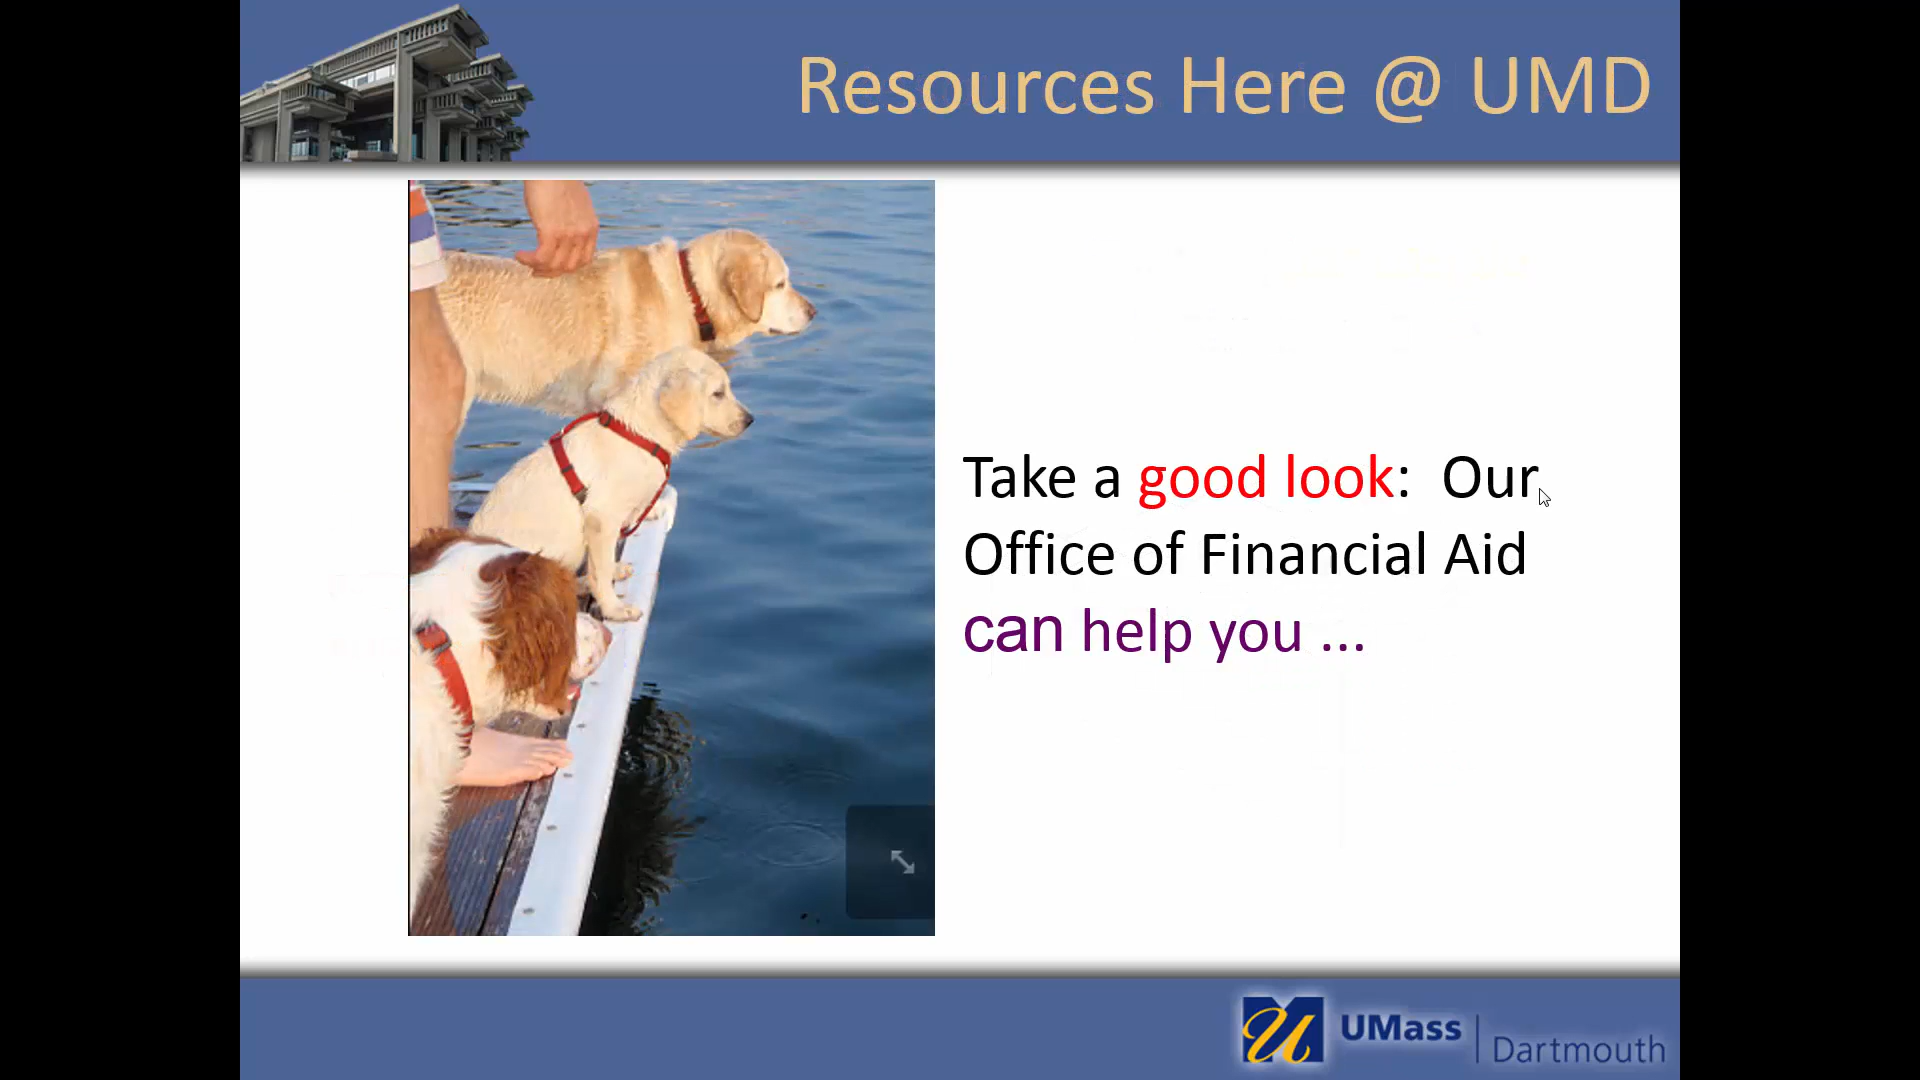 Resources Here @ UMD
Take a good look:  Our
Office of Financial Aid
can help you ...
UMass | Dartmouth